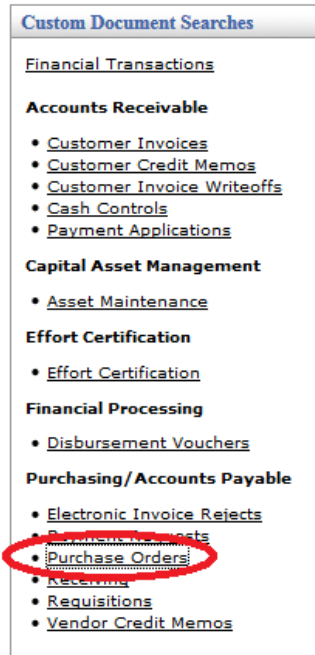 Custom Document Searches
Financial Transactions
Accounts Receivable
• Customer Invoices
• Customer Credit Memos
• Customer Invoice Writeoffs
• Cash Controls
• Payment Applications
Capital Asset Management
• Asset Maintenance
Effort Certification
• Effort Certification
Financial Processing
• Disbursement Vouchers
Purchasing/Accounts Payable
• Electronic Invoice Rejects
• Payment Requests
• Purchase Orders
• Receiving
• Requisitions
• Vendor Credit Memos